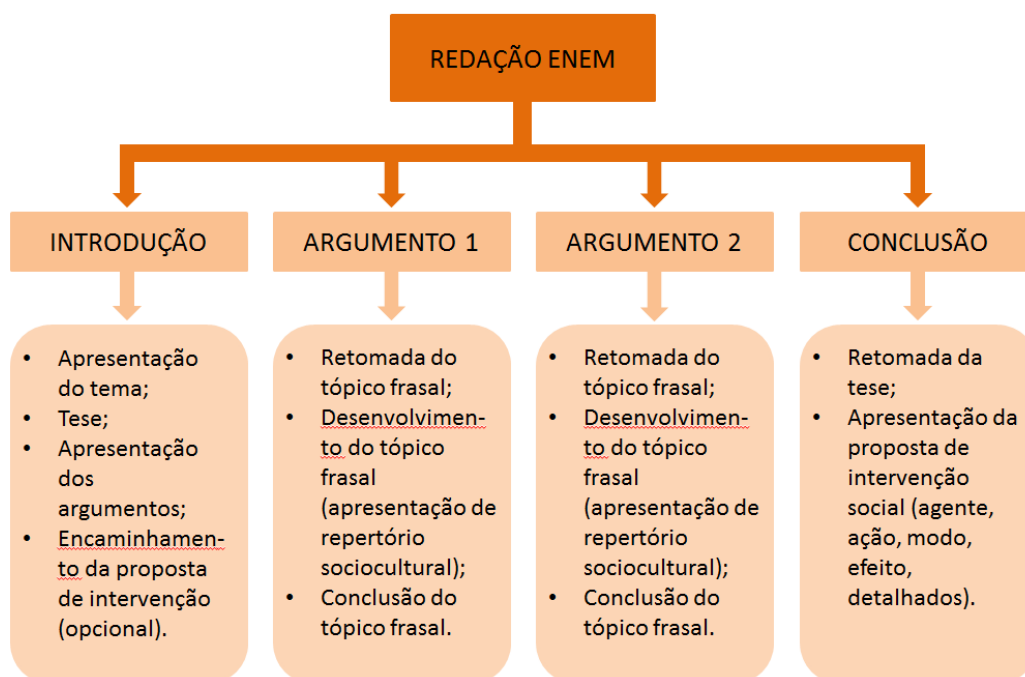 REDAÇÃO ENEM
INTRODUÇÃO
• Apresentação
do tema;
• Tese;
• Apresentação
dos
argumentos;
• Encaminhamen-
to da proposta
de intervenção
(opcional).
ARGUMENTO 1
• Retomada do
tópico frasal;
• Desenvolvimen-
to do tópico
frasal
(apresentação de
repertório
sociocultural);
• Conclusão do
tópico frasal.
ARGUMENTO 2
• Retomada do
tópico frasal;
• Desenvolvimen-
to do tópico
frasal
(apresentação de
repertório
sociocultural);
• Conclusão do
tópico frasal.
CONCLUSÃO
• Retomada da
tese;
• Apresentação da
proposta de
intervenção
social (agente,
ação, modo,
efeito,
detalhados).